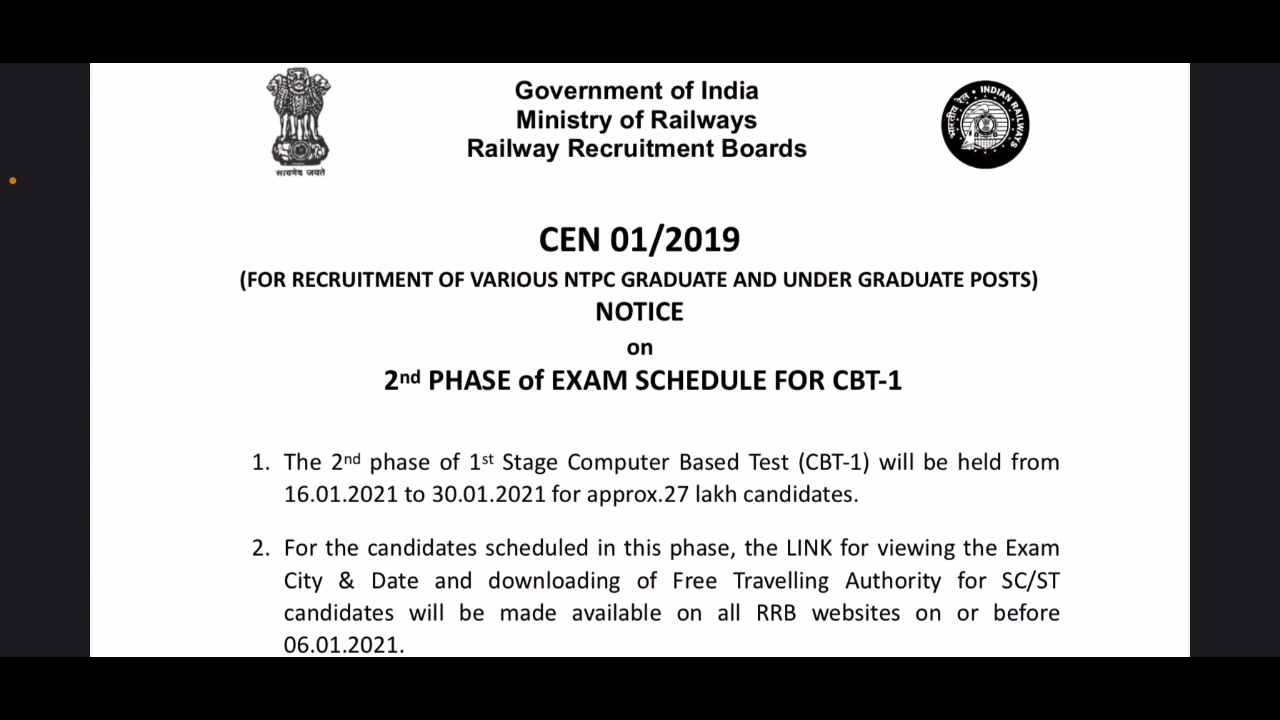 Government of India
Ministry of Railways
Railway Recruitment Boards
सत्यमेव जयते
भारतीय रेल ★ INDIAN RAILWAYS
CEN 01/2019
(FOR RECRUITMENT OF VARIOUS NTPC GRADUATE AND UNDER GRADUATE POSTS)
NOTICE
on
2nd PHASE of EXAM SCHEDULE FOR CBT-1
1. The 2nd phase of 1st Stage Computer Based Test (CBT-1) will be held from
16.01.2021 to 30.01.2021 for approx.27 lakh candidates.
2. For the candidates scheduled in this phase, the LINK for viewing the Exam
City & Date and downloading of Free Travelling Authority for SC/ST
candidates will be made available on all RRB websites on or before
06.01.2021.